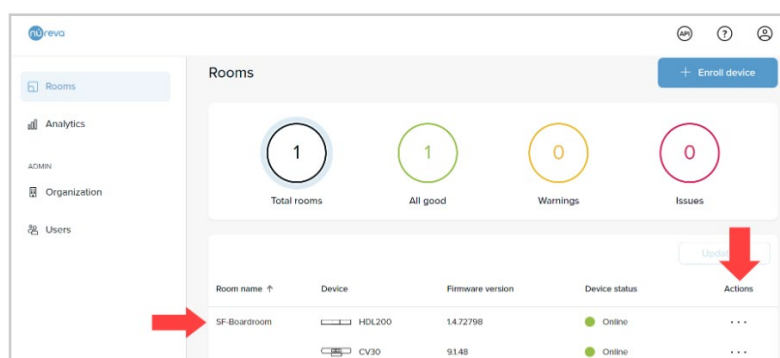 nureva
API
?
Rooms
+ Enroll device
Rooms
Analytics
1
1
0
0
ADMIN
Total rooms
All good
Warnings
Issues
Organization
Users
Room name ↑
Device
Firmware version
Device status
Actions
SF-Boardroom
HDL200
1.4.72798
Online
...
CV30
9.1.48
Online
...